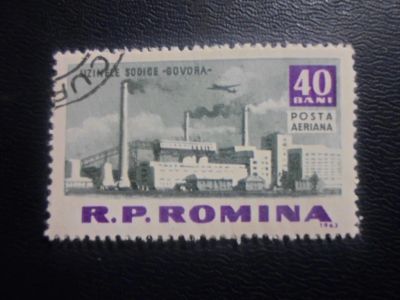 UZINELE SODICE -GOVORA-
40
BANI
POSTA
AERIANA
R.P. ROMINA
1963